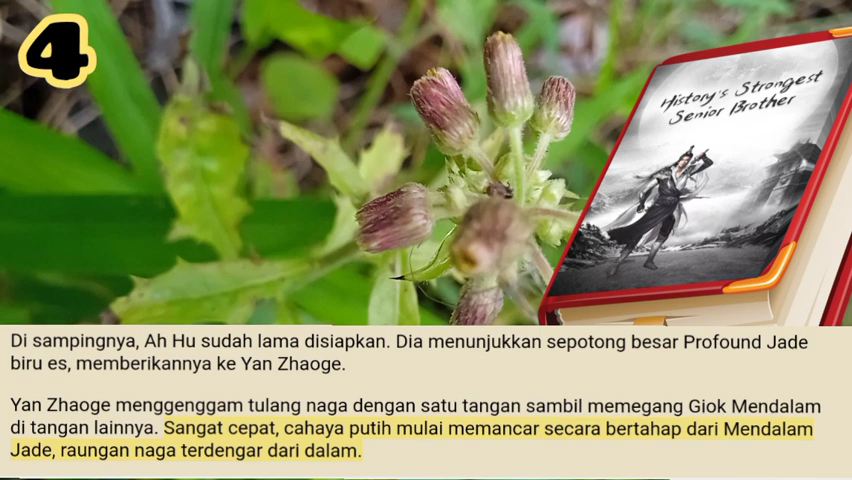 4
History's Strongest
Senior Brother
Di sampingnya, Ah Hu sudah lama disiapkan. Dia menunjukkan sepotong besar Profound Jade
biru es, memberikannya ke Yan Zhaoge.
Yan Zhaoge menggenggam tulang naga dengan satu tangan sambil memegang Giok Mendalam
di tangan lainnya. Sangat cepat, cahaya putih mulai memancar secara bertahap dari Mendalam
Jade, raungan naga terdengar dari dalam.